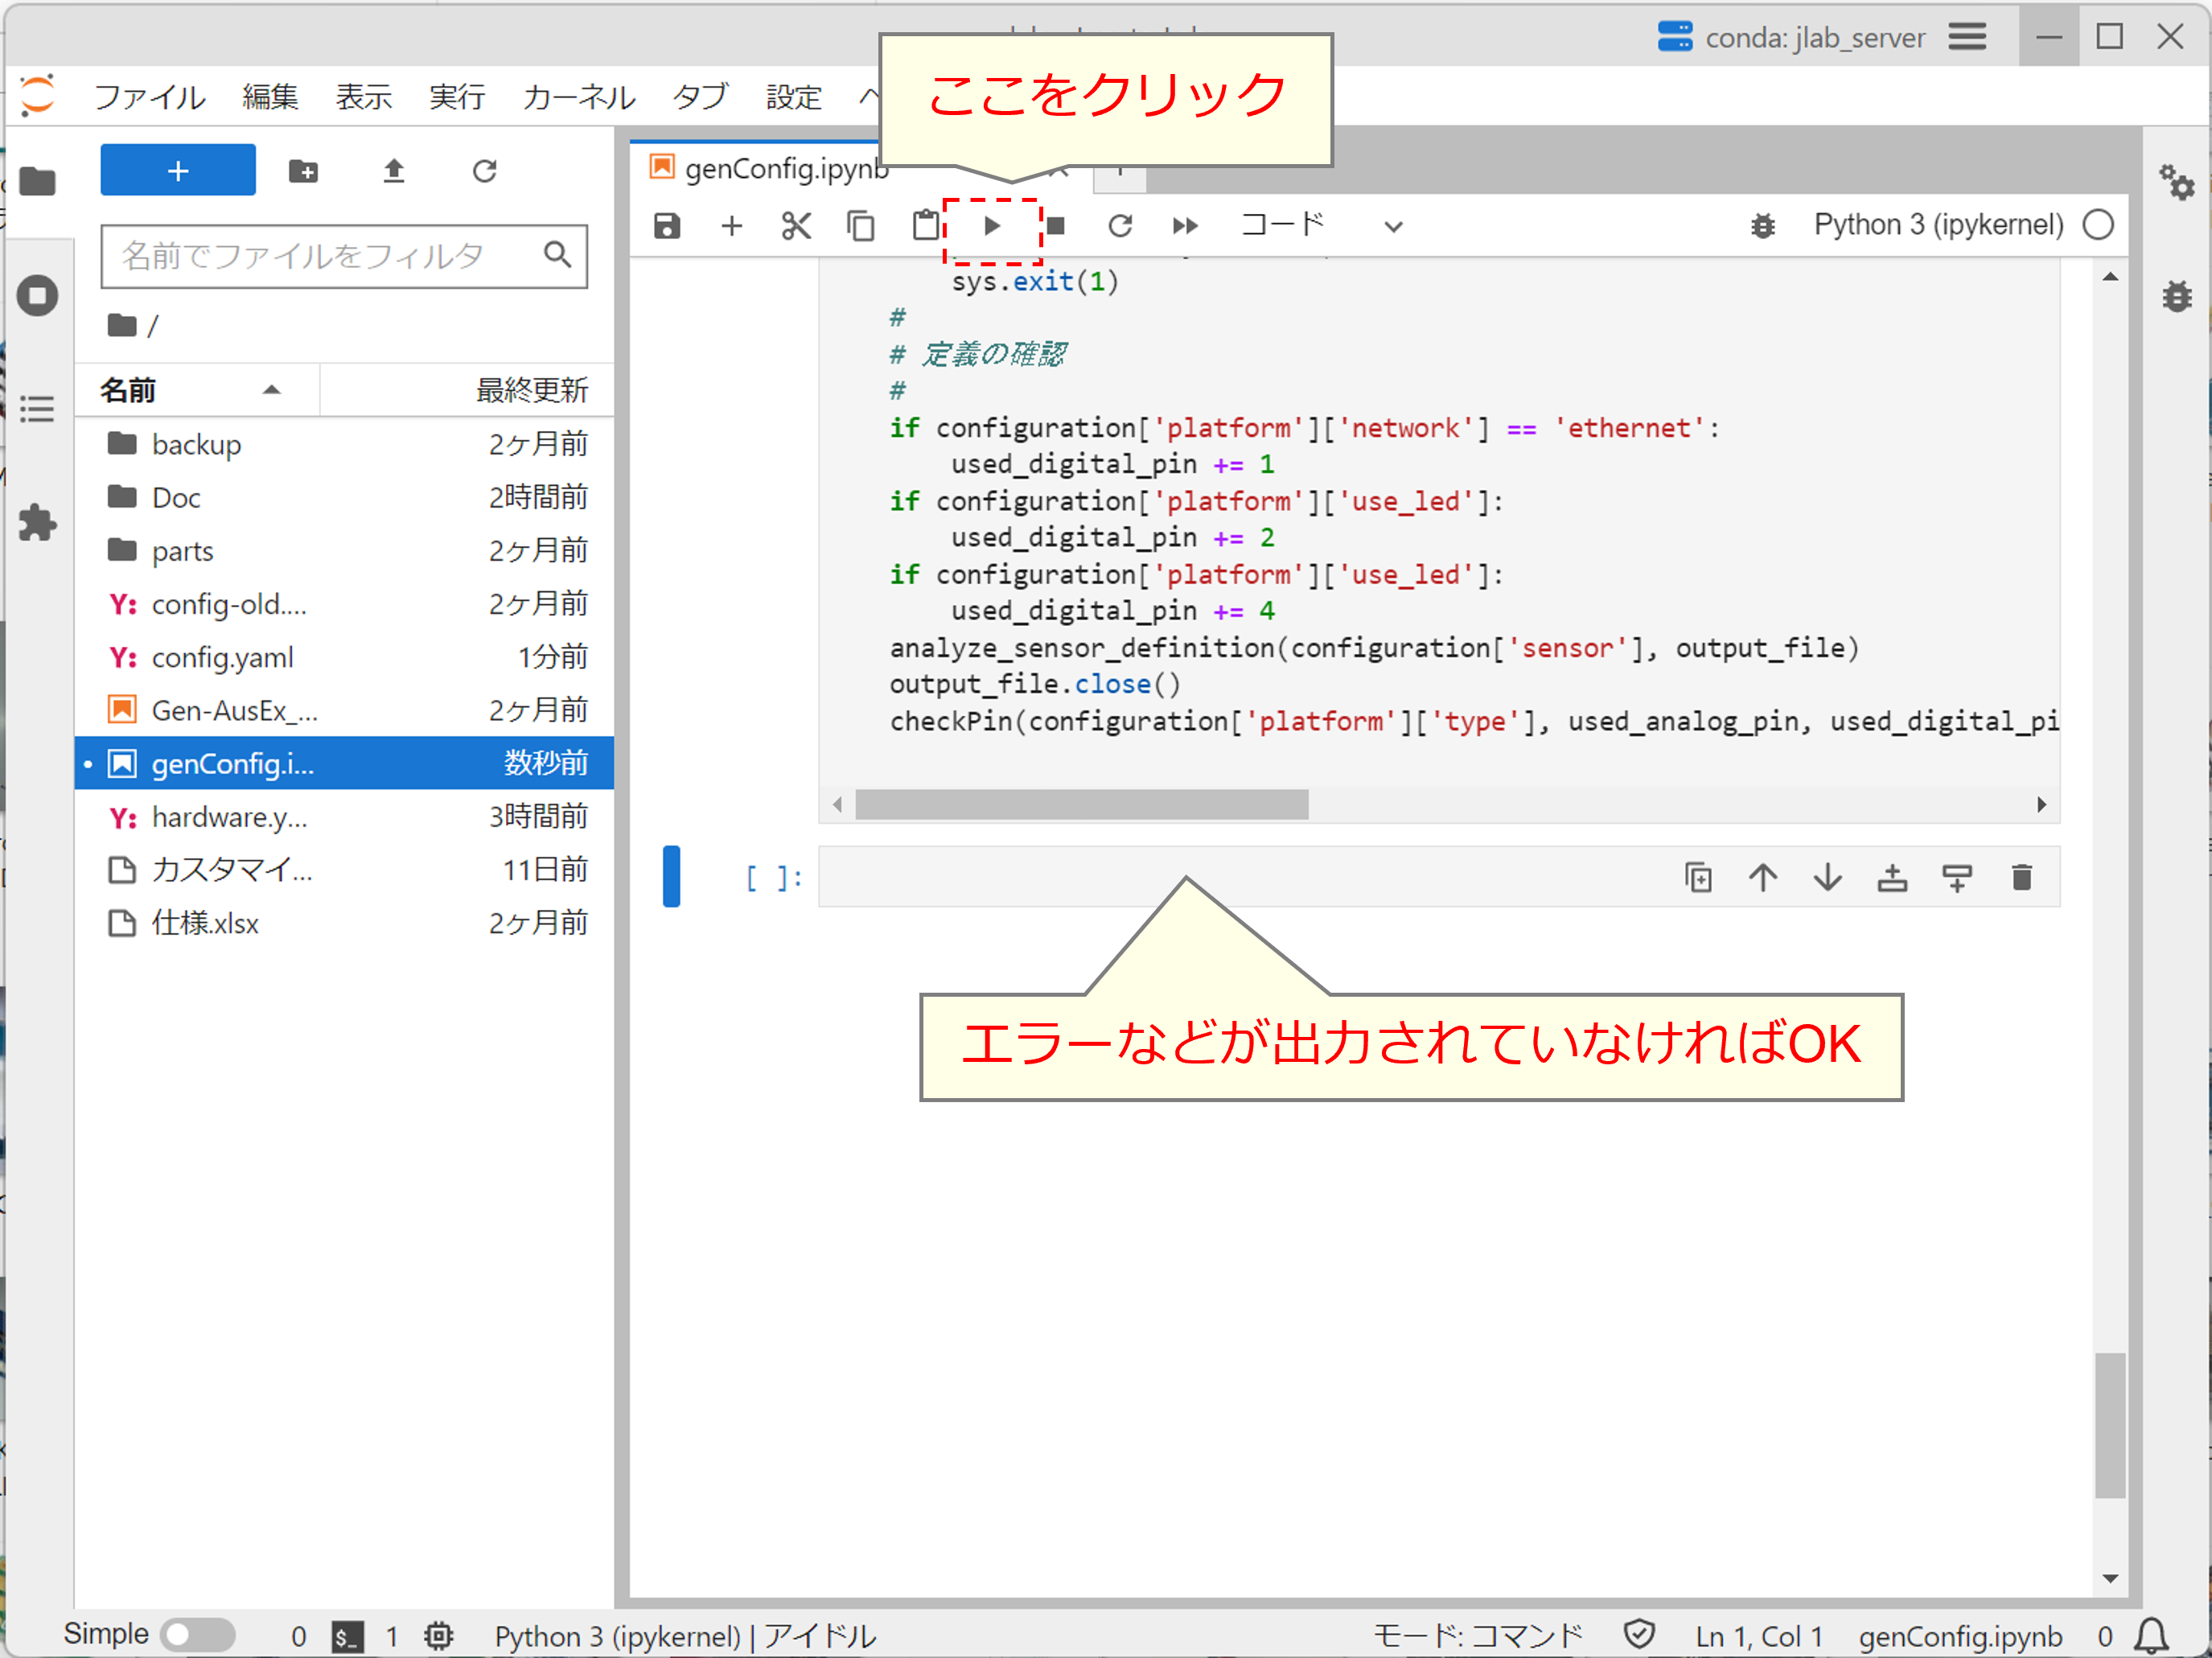 conda: jlab_server
ファイル 編集 表示 実行 カーネル タブ 設定
ここをクリック
genConfig.ipynb
コード
Python 3 (ipykernel)
名前でファイルをフィルタ
/
名前 最終更新
backup 2ヶ月前
Doc 2時間前
parts 2ヶ月前
config-old.... 2ヶ月前
Y: config.yaml 1分前
Gen-AusEx_... 2ヶ月前
genConfig.i... 数秒前
Y: hardware.y... 3時間前
カスタマイ... 11日前
仕様.xlsx 2ヶ月前
sys.exit(1)
#
# 定義の確認
#
if configuration['platform']['network'] == 'ethernet':
used_digital_pin += 1
if configuration['platform']['use_led']:
used_digital_pin += 2
if configuration['platform']['use_led']:
used_digital_pin += 4
analyze_sensor_definition(configuration['sensor'], output_file)
output_file.close()
checkPin(configuration['platform']['type'], used_analog_pin, used_digital_pi
[ ]:
エラーなどが出力されていなければOK
Simple 0 $_ 1 Python 3 (ipykernel) | アイドル
モード: コマンド Ln 1, Col 1 genConfig.ipynb 0